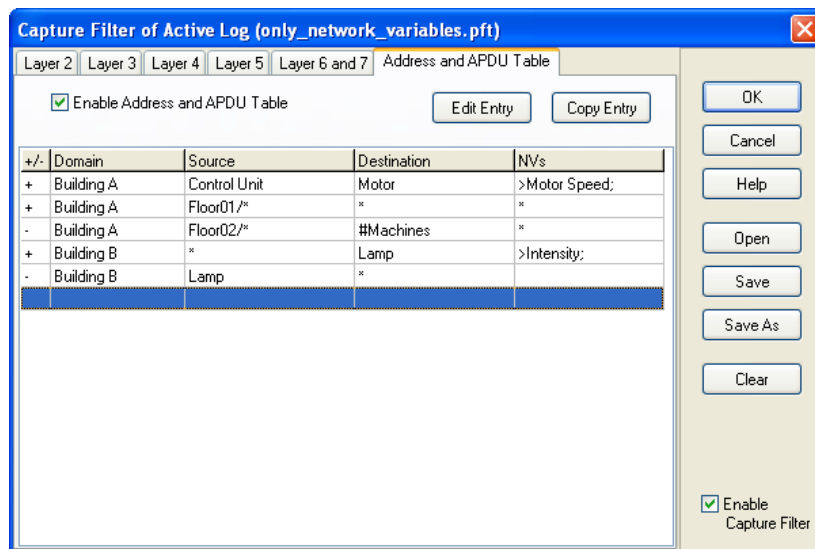 Capture Filter of Active Log (only_network_variables.pft)
Layer 2 Layer 3 Layer 4 Layer 5 Layer 6 and 7 Address and APDU Table
Enable Address and APDU Table Edit Entry Copy Entry
+/- Domain Source Destination NVs
+ Building A Control Unit Motor >Motor Speed;
+ Building A Floor01/* * *
- Building A Floor02/* #Machines *
+ Building B * Lamp >Intensity;
- Building B Lamp *
OK
Cancel
Help
Open
Save
Save As
Clear
Enable
Capture Filter